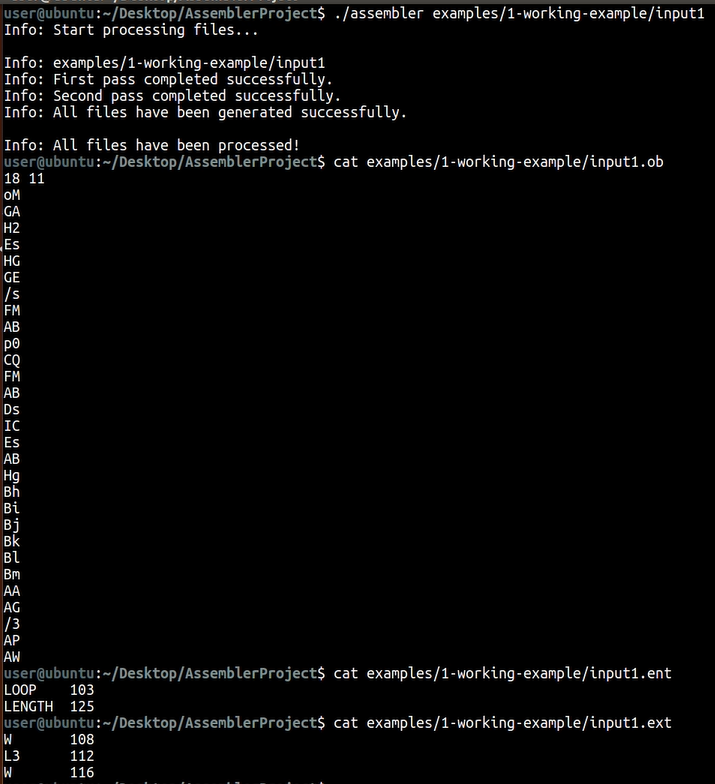 user@ubuntu:~/Desktop/AssemblerProject$ ./assembler examples/1-working-example/input1
Info: Start processing files...
Info: examples/1-working-example/input1
Info: First pass completed successfully.
Info: Second pass completed successfully.
Info: All files have been generated successfully.
Info: All files have been processed!
user@ubuntu:~/Desktop/AssemblerProject$ cat examples/1-working-example/input1.ob
18 11
oM
GA
H2
Es
HG
GE
/s
FM
AB
p0
CQ
FM
AB
Ds
IC
Es
AB
Hg
Bh
Bi
Bj
Bk
Bl
Bm
AA
AG
/3
AP
AW
user@ubuntu:~/Desktop/AssemblerProject$ cat examples/1-working-example/input1.ent
LOOP    103
LENGTH  125
user@ubuntu:~/Desktop/AssemblerProject$ cat examples/1-working-example/input1.ext
W       108
L3      112
W       116